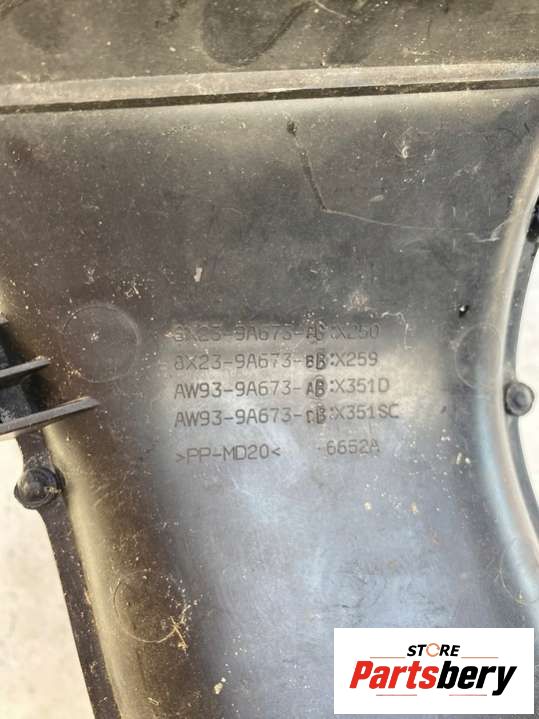 8X23-9A673-AB:X250
8X23-9A673-BB:X259
AW93-9A673-AB:X351D
AW93-9A673-CB:X351SC
>PP-MD20< 6652A
STORE
Partsbery